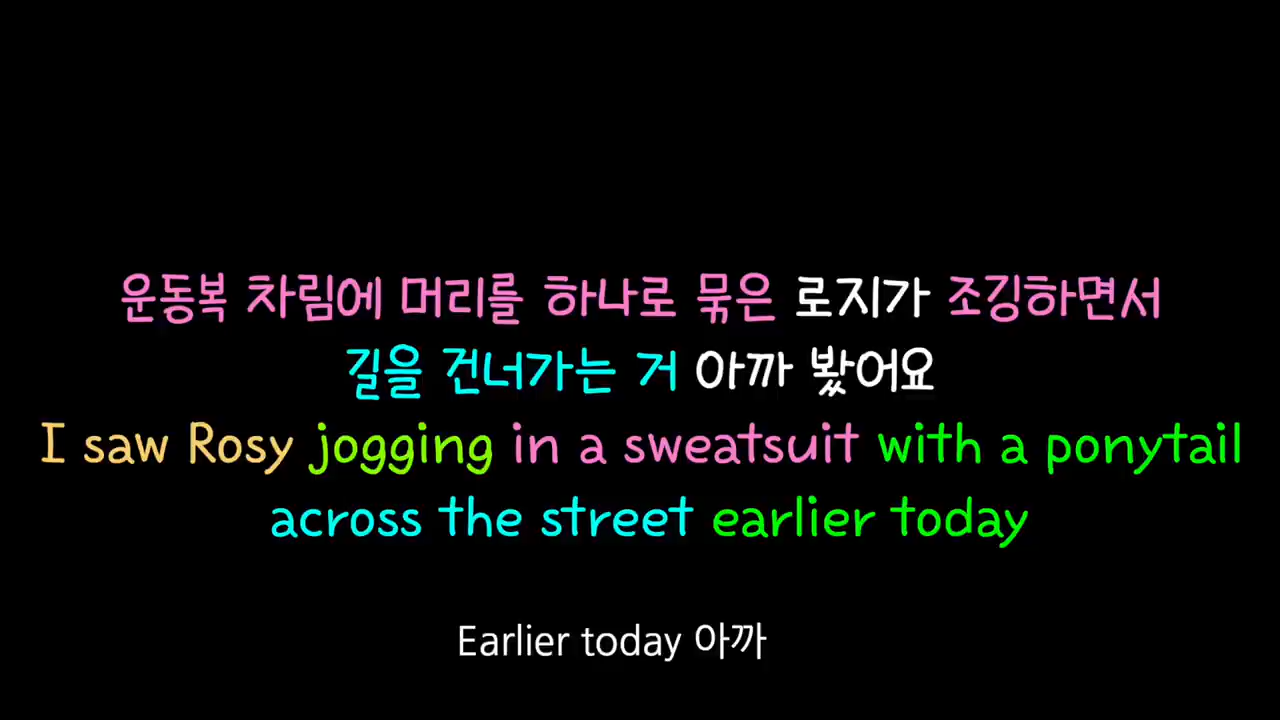 운동복 차림에 머리를 하나로 묶은 로지가 조깅하면서
길을 건너가는 거 아까 봤어요
I saw Rosy jogging in a sweatsuit with a ponytail
across the street earlier today
Earlier today 아까